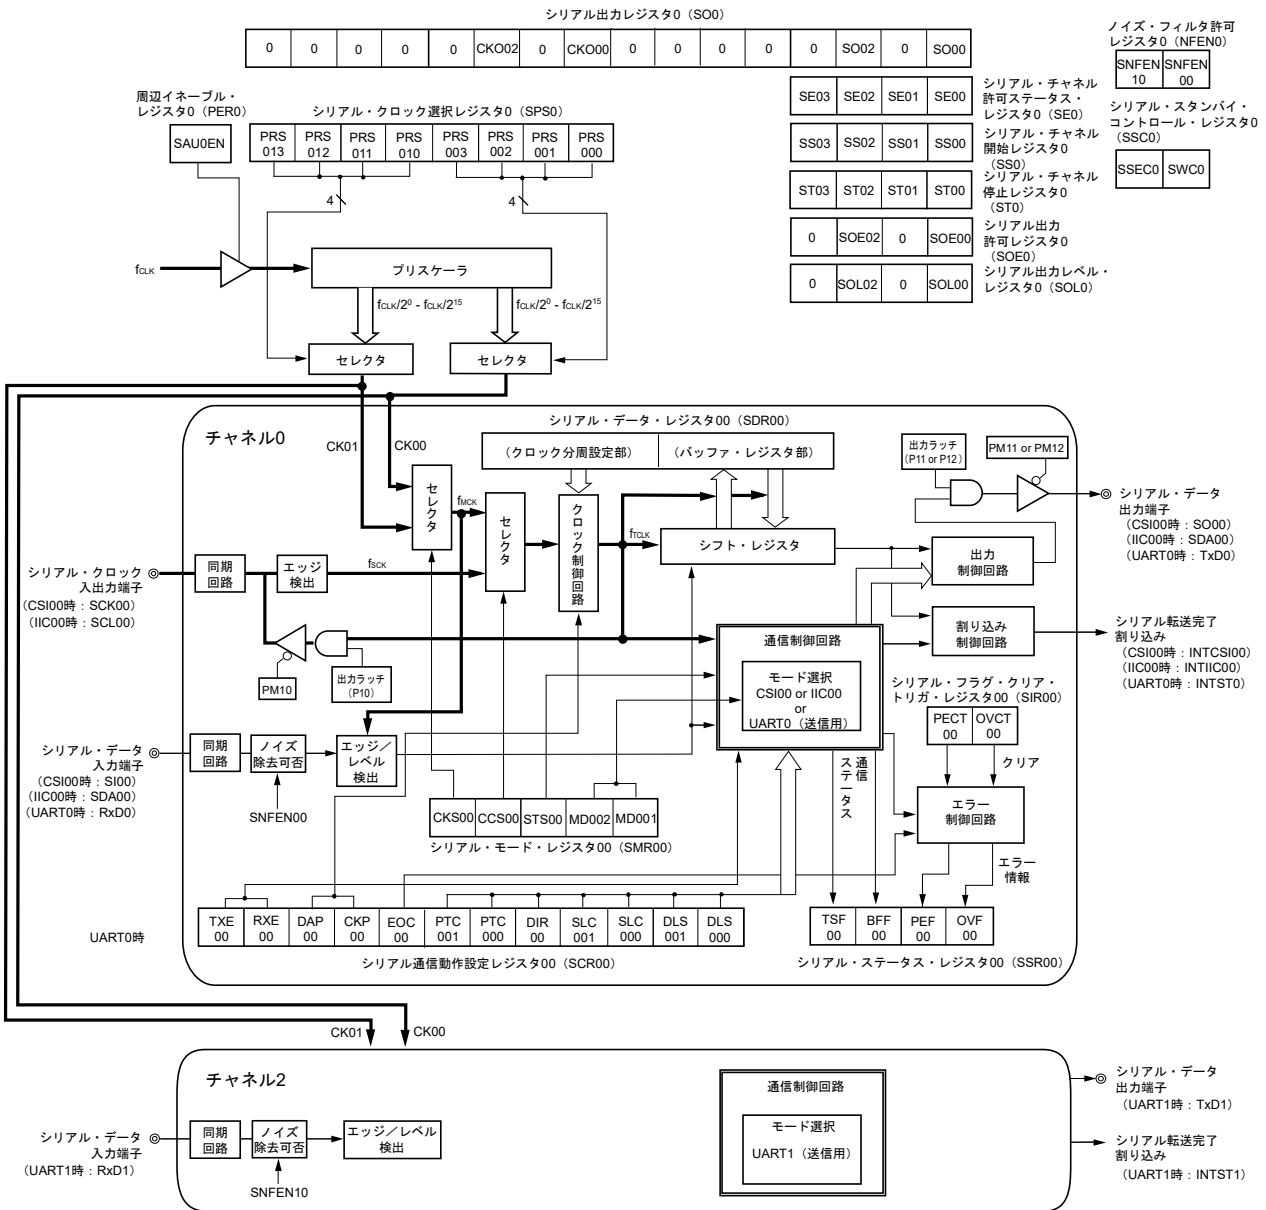 シリアル出力レジスタ0（SO0）
0 0 0 0 0 CKO02 0 CKO00 0 0 0 0 0 SO02 0 SO00
ノイズ・フィルタ許可
レジスタ0（NFEN0）
SNFEN
10
SNFEN
00
周辺イネーブル・
レジスタ0（PER0）
SAU0EN
シリアル・クロック選択レジスタ0（SPS0）
PRS
013
PRS
012
PRS
011
PRS
010
PRS
003
PRS
002
PRS
001
PRS
000
4
4
SE03 SE02 SE01 SE00
シリアル・チャネル
許可ステータス・
レジスタ0（SE0）
SS03 SS02 SS01 SS00
シリアル・チャネル
開始レジスタ0
（SS0）
ST03 ST02 ST01 ST00
シリアル・チャネル
停止レジスタ0
（ST0）
0 SOE02 0 SOE00
シリアル出力
許可レジスタ0
（SOE0）
0 SOL02 0 SOL00
シリアル出力レベル・
レジスタ0（SOL0）
シリアル・スタンバイ・
コントロール・レジスタ0
（SSC0）
SSEC0 SWC0
fCLK
プリスケーラ
fCLK/2⁰ - fCLK/2¹⁵
fCLK/2⁰ - fCLK/2¹⁵
セレクタ
セレクタ
チャネル0
CK01
CK00
シリアル・データ・レジスタ00（SDR00）
（クロック分周設定部）
（バッファ・レジスタ部）
セレクタ
fMCK
セレクタ
クロック制御回路
fTCLK
シフト・レジスタ
出力ラッチ
（P11 or P12）
PM11 or PM12
シリアル・データ
出力端子
（CSI00時：SO00）
（IIC00時：SDA00）
（UART0時：TxD0）
出力
制御回路
シリアル・クロック
入出力端子
（CSI00時：SCK00）
（IIC00時：SCL00）
同期
回路
エッジ
検出
fSCK
PM10
出力ラッチ
（P10）
通信制御回路
モード選択
CSI00 or IIC00
or
UART0（送信用）
割り込み
制御回路
シリアル転送完了
割り込み
（CSI00時：INTCSI00）
（IIC00時：INTIIC00）
（UART0時：INTST0）
シリアル・フラグ・クリア・
トリガ・レジスタ00（SIR00）
PECT
00
OVCT
00
クリア
シリアル・データ
入力端子
（CSI00時：SI00）
（IIC00時：SDA00）
（UART0時：RxD0）
同期
回路
ノイズ
除去可否
SNFEN00
エッジ／
レベル
検出
通信
ステータス
CKS00 CCS00 STS00 MD002 MD001
シリアル・モード・レジスタ00（SMR00）
エラー
制御回路
エラー
情報
UART0時
TXE
00
RXE
00
DAP
00
CKP
00
EOC
00
PTC
001
PTC
000
DIR
00
SLC
001
SLC
000
DLS
001
DLS
000
シリアル通信動作設定レジスタ00（SCR00）
TSF
00
BFF
00
PEF
00
OVF
00
シリアル・ステータス・レジスタ00（SSR00）
CK01
CK00
チャネル2
シリアル・データ
入力端子
（UART1時：RxD1）
同期
回路
ノイズ
除去可否
SNFEN10
エッジ／レベル
検出
通信制御回路
モード選択
UART1（送信用）
シリアル・データ
出力端子
（UART1時：TxD1）
シリアル転送完了
割り込み
（UART1時：INTST1）